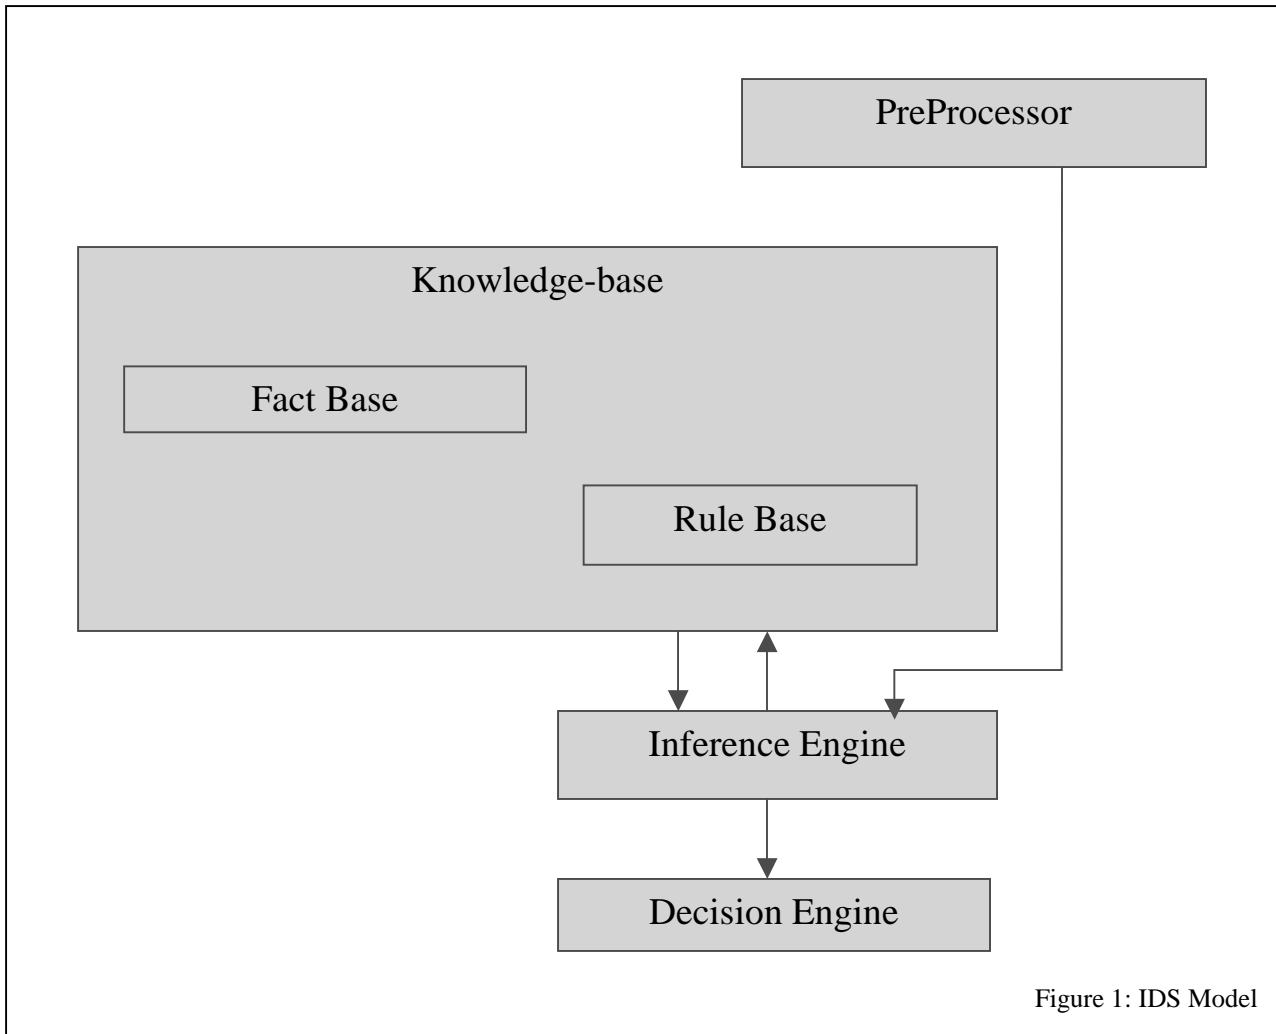 PreProcessor
Knowledge-base
Fact Base
Rule Base
Inference Engine
Decision Engine
Figure 1: IDS Model